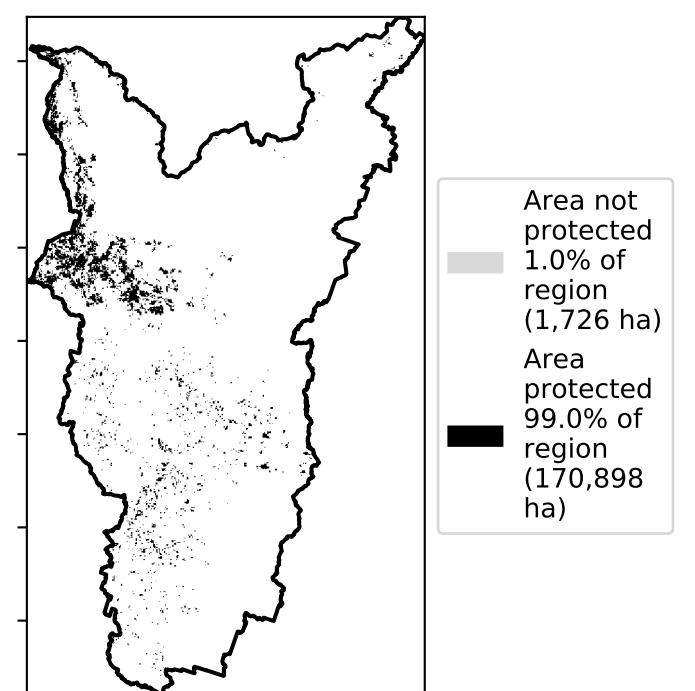 Area not
protected
1.0% of
region
(1,726 ha)
Area
protected
99.0% of
region
(170,898
ha)